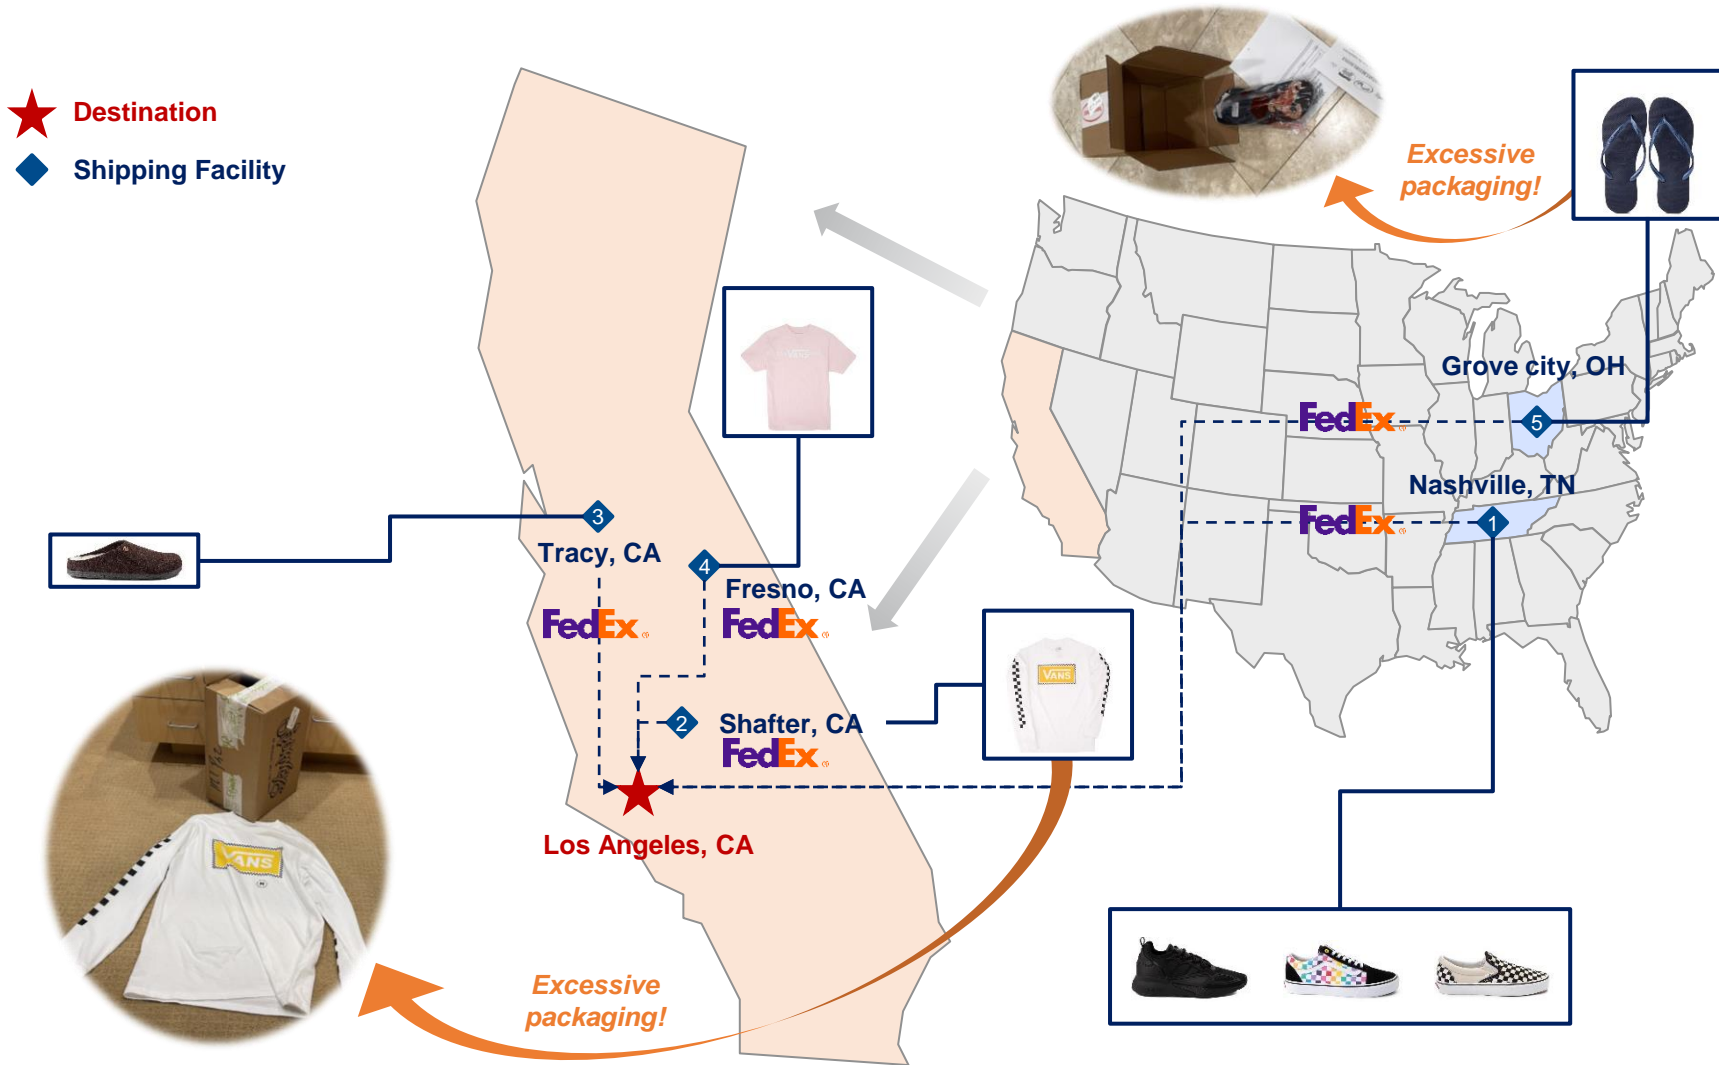 Destination
Shipping Facility
Excessive
packaging!
Grove city, OH
FedEx
5
Nashville, TN
FedEx
1
VANS
3
Tracy, CA
4
Fresno, CA
FedEx
FedEx
VANS
2
Shafter, CA
FedEx
Los Angeles, CA
VANS
Excessive
packaging!